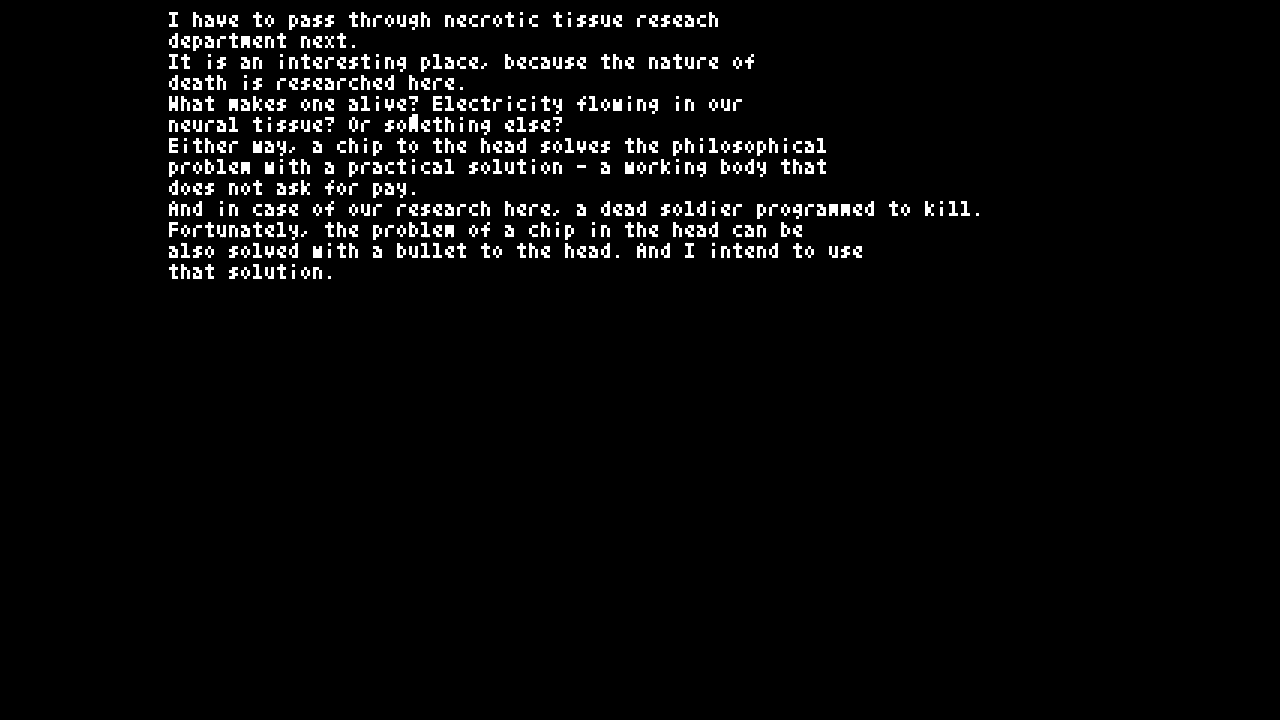 I have to pass through necrotic tissue reseach
department next.
It is an interesting place, because the nature of
death is researched here.
What makes one alive? Electricity flowing in our
neural tissue? Or something else?
Either way, a chip to the head solves the philosophical
problem with a practical solution - a working body that
does not ask for pay.
And in case of our research here, a dead soldier programmed to kill.
Fortunately, the problem of a chip in the head can be
also solved with a bullet to the head. And I intend to use
that solution.